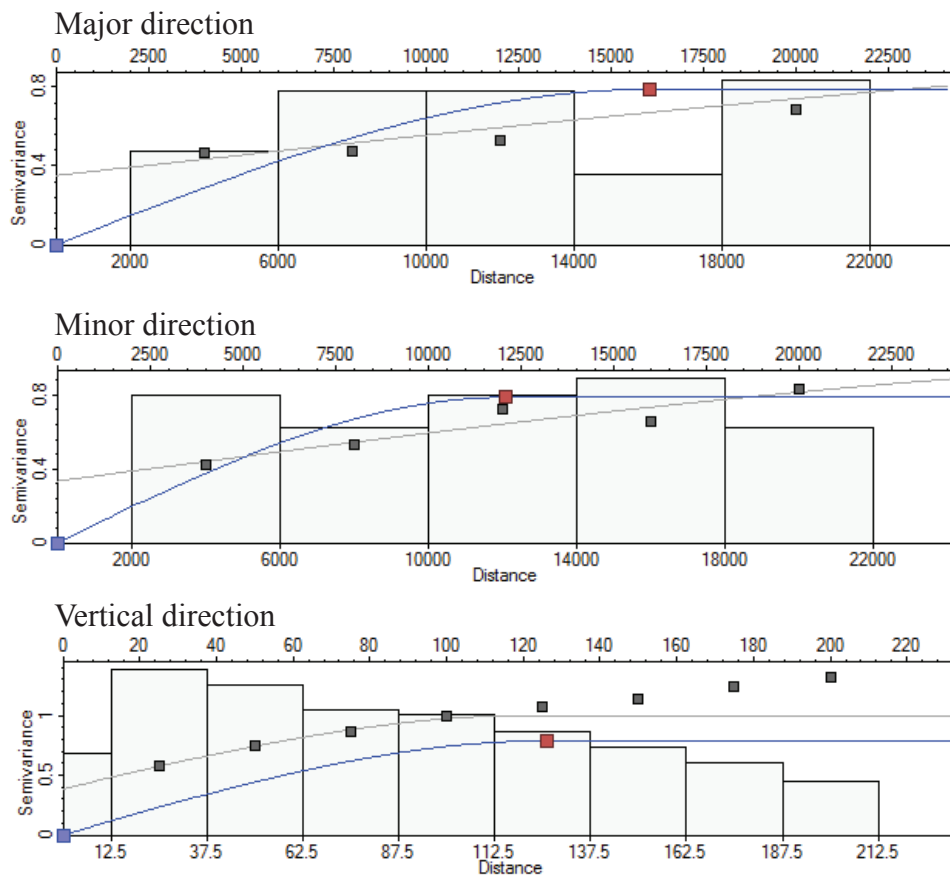 Major direction
0 2500 5000 7500 10000 12500 15000 17500 20000 22500
0.8
0.4
0
Semivariance
2000 6000 10000 14000 18000 22000
Distance
Minor direction
0 2500 5000 7500 10000 12500 15000 17500 20000 22500
0.8
0.4
0
Semivariance
2000 6000 10000 14000 18000 22000
Distance
Vertical direction
0 20 40 60 80 100 120 140 160 180 200 220
1
0.5
0
Semivariance
12.5 37.5 62.5 87.5 112.5 137.5 162.5 187.5 212.5
Distance